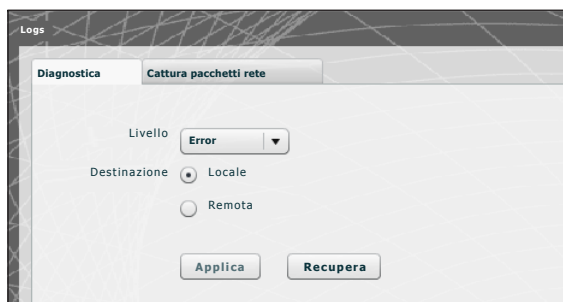 Logs
Diagnostica Cattura pacchetti rete
Livello Error
Destinazione Locale
Remota
Applica Recupera